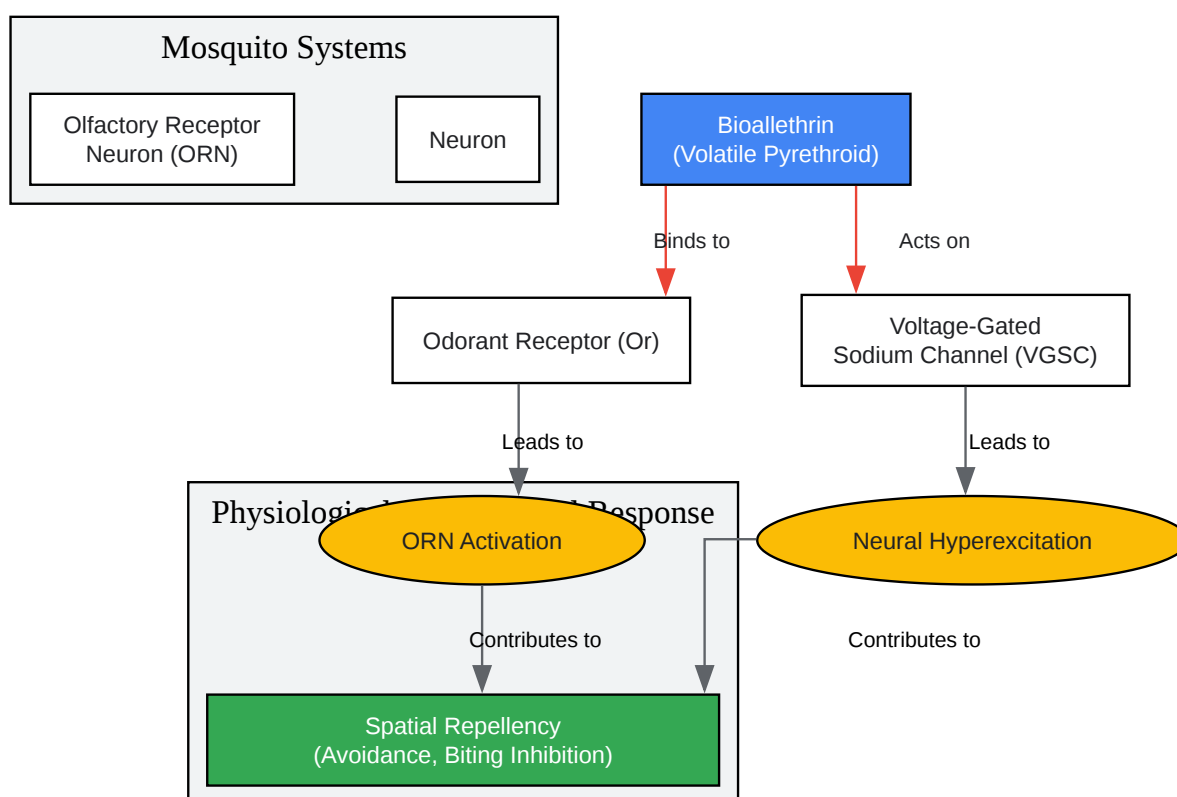 Mosquito Systems
Olfactory Receptor
Neuron (ORN)
Neuron
Bioallethrin
(Volatile Pyrethroid)
Binds to
Acts on
Odorant Receptor (Or)
Voltage-Gated
Sodium Channel (VGSC)
Leads to
Leads to
Response
ORN Activation
Neural Hyperexcitation
Contributes to
Contributes to
Spatial Repellency
(Avoidance, Biting Inhibition)